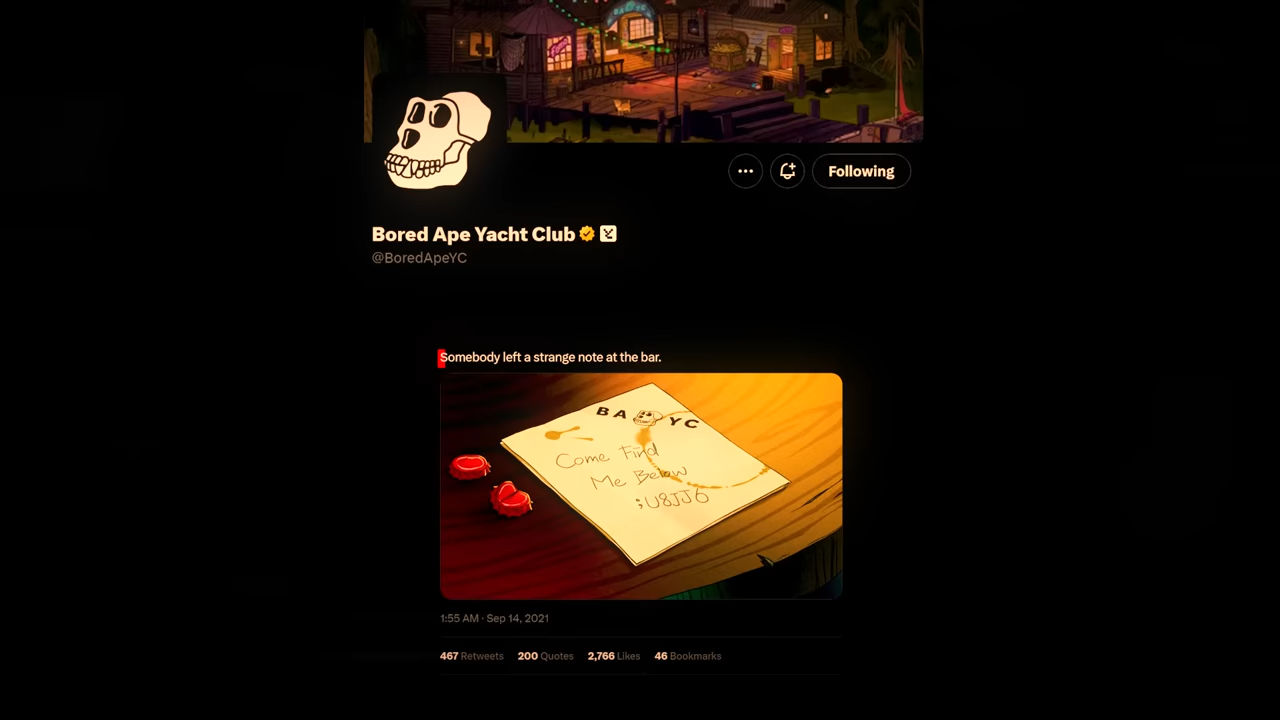 Following
Bored Ape Yacht Club
@BoredApeYC
Somebody left a strange note at the bar.
BA YC
Come Find
Me Below
;U8JJ6
1:55 AM · Sep 14, 2021
467 Retweets 200 Quotes 2,766 Likes 46 Bookmarks